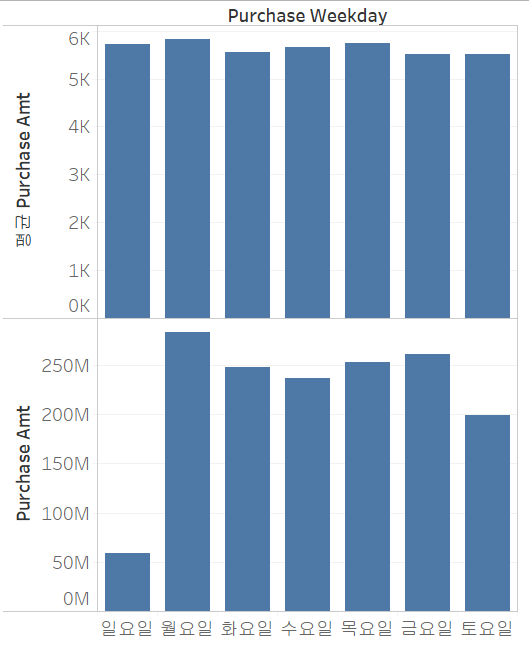 Purchase Weekday
평균 Purchase Amt
6K
5K
4K
3K
2K
1K
0K
Purchase Amt
250M
200M
150M
100M
50M
0M
일요일 월요일 화요일 수요일 목요일 금요일 토요일